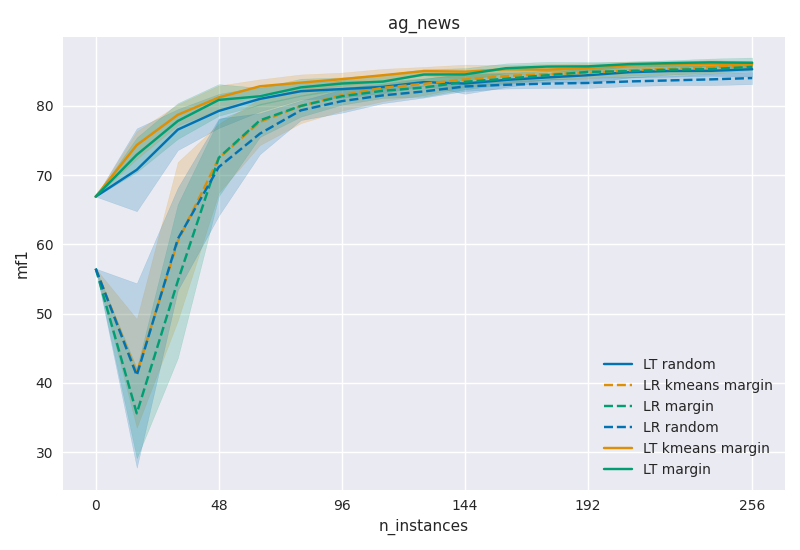 ag_news
mf1
80
70
60
50
40
30
0
48
96
144
192
256
n_instances
LT random
LR kmeans margin
LR margin
LR random
LT kmeans margin
LT margin